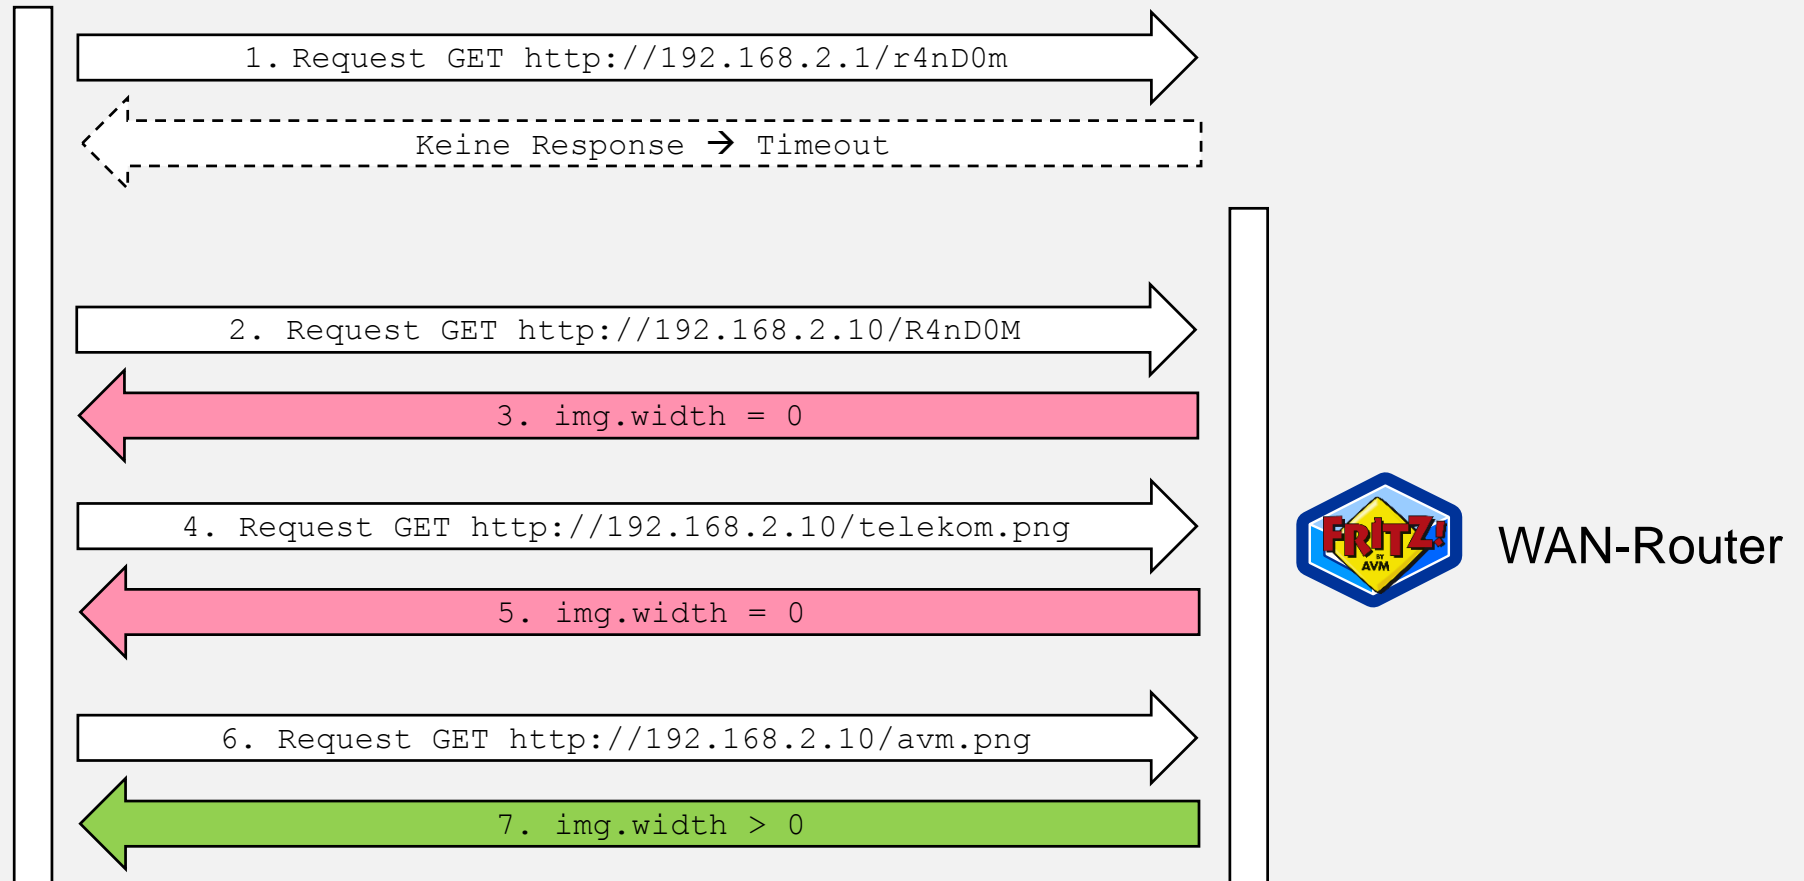 1. Request GET http://192.168.2.1/r4nD0m
Keine Response → Timeout
2. Request GET http://192.168.2.10/R4nD0M
3. img.width = 0
4. Request GET http://192.168.2.10/telekom.png
FRITZ!
BY
AVM
WAN-Router
5. img.width = 0
6. Request GET http://192.168.2.10/avm.png
7. img.width > 0